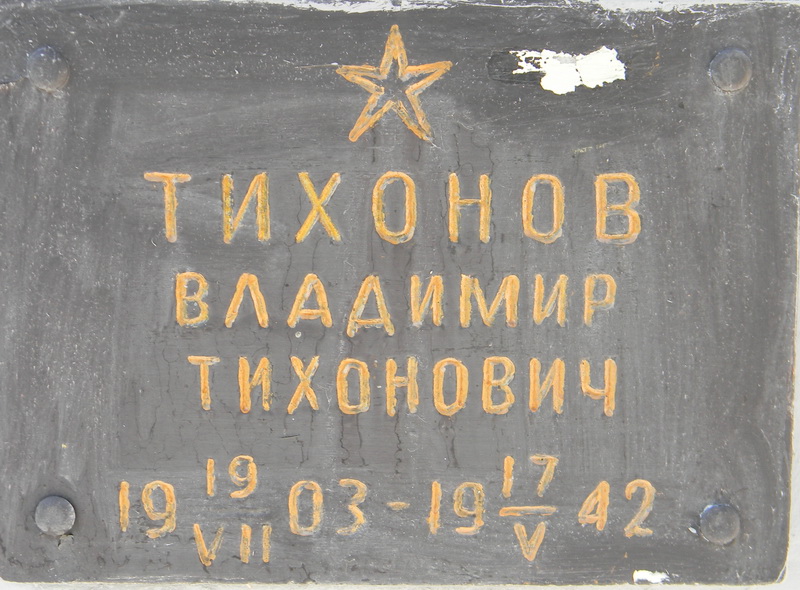 ТИХОНОВ
ВЛАДИМИР
ТИХОНОВИЧ
19 19/VII 03 - 19 17/V 42